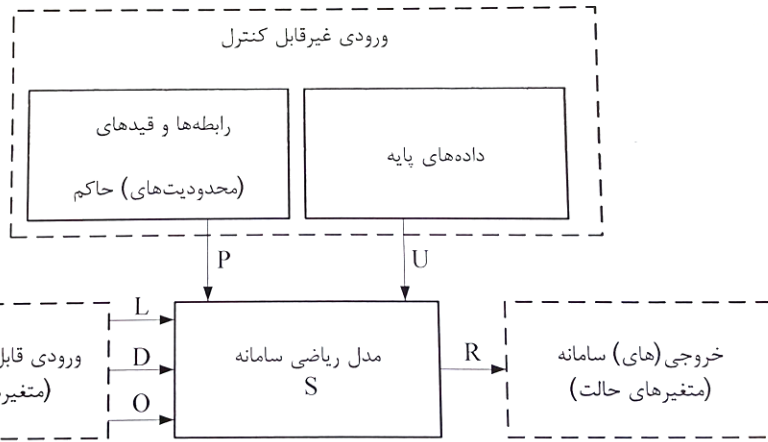 ورودی غیرقابل کنترل
داده‌های پایه
رابطه‌ها و قیدهای
(محدودیت‌های) حاکم
P
U
L
D
O
ورودی
مدل ریاضی سامانه
S
R
خروجی(های) سامانه
(متغیرهای حالت)